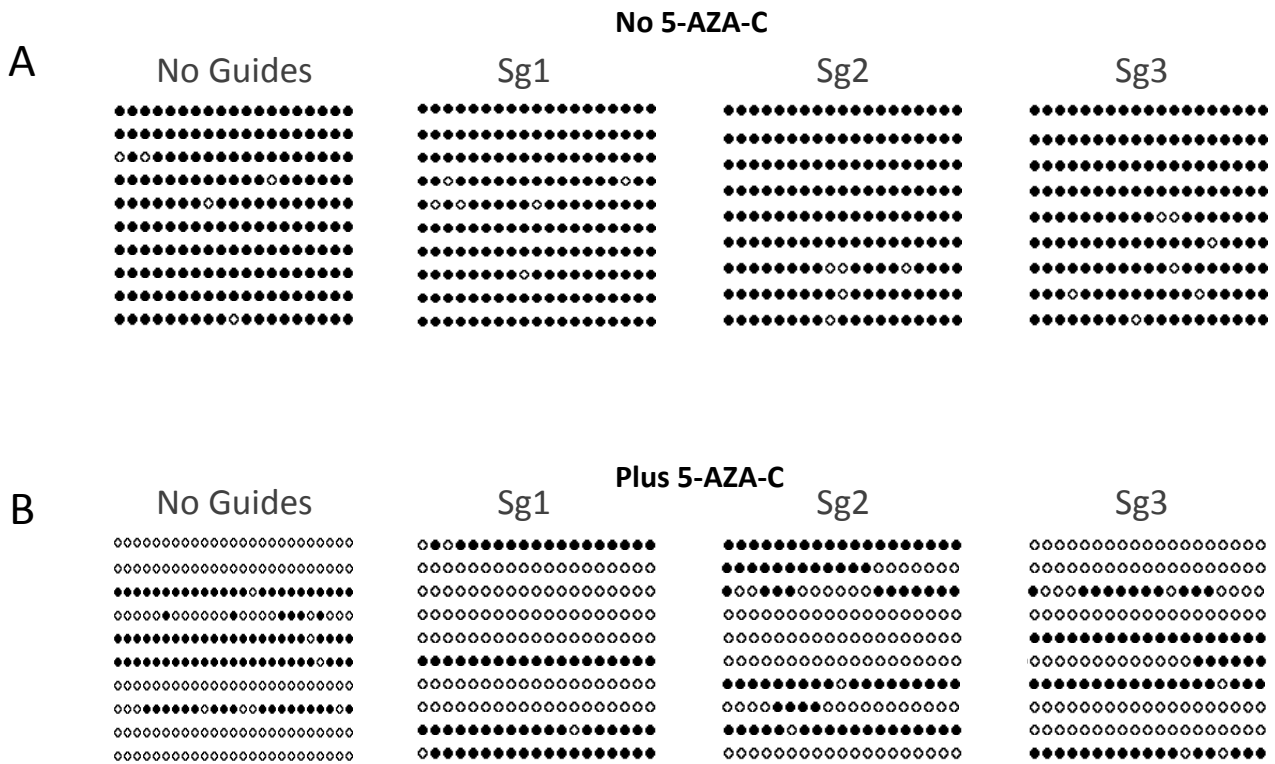 No 5-AZA-C
A
No Guides Sg1 Sg2 Sg3
Plus 5-AZA-C
B
No Guides Sg1 Sg2 Sg3